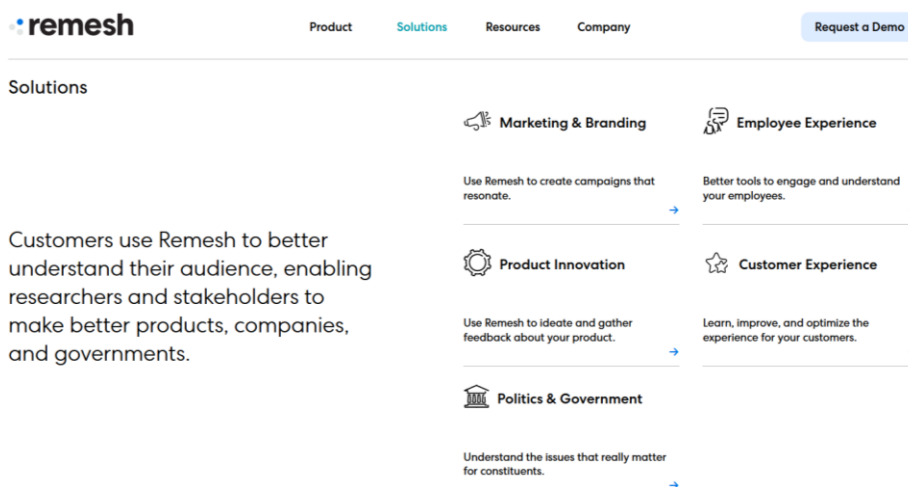 remesh
Product
Solutions
Resources
Company
Request a Demo
Solutions
Customers use Remesh to better
understand their audience, enabling
researchers and stakeholders to
make better products, companies,
and governments.
Marketing & Branding
Use Remesh to create campaigns that
resonate.
Employee Experience
Better tools to engage and understand
your employees.
Product Innovation
Use Remesh to ideate and gather
feedback about your product.
Customer Experience
Learn, improve, and optimize the
experience for your customers.
Politics & Government
Understand the issues that really matter
for constituents.